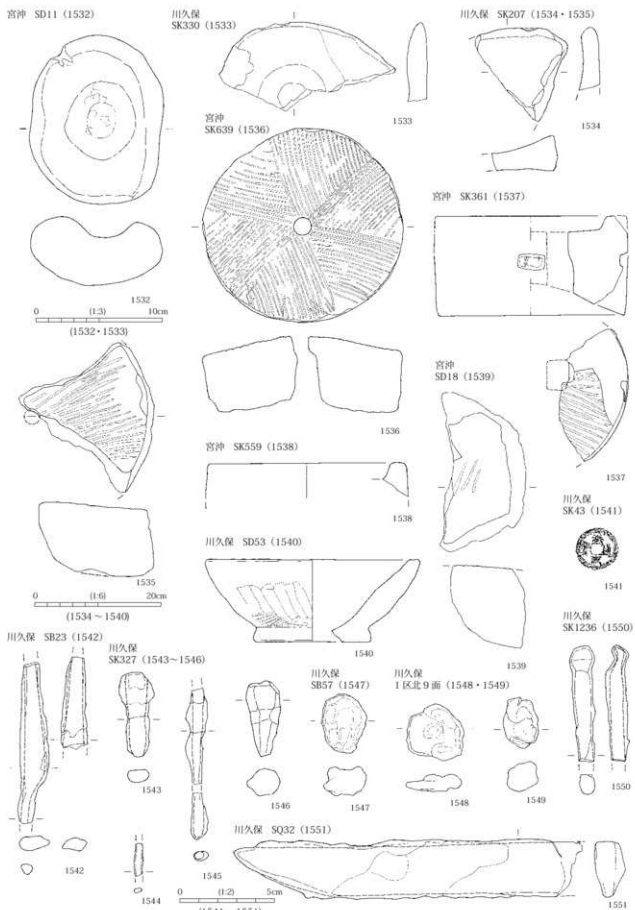 宮沖 SD11（1532）
1532
0 (1:3) 10cm
(1532・1533)
川久保
SK330（1533）
1533
川久保 SK207（1534・1535）
1534
宮沖
SK639（1536）
1536
宮沖 SK361（1537）
1537
1535
0 (1:6) 20cm
(1534～1540)
宮沖 SK559（1538）
1538
宮沖
SD18（1539）
1539
川久保 SD53（1540）
1540
川久保
SK43（1541）
1541
川久保 SB23（1542）
1542
川久保
SK327（1543～1546）
1543
1544
1545
1546
川久保
SB57（1547）
1547
川久保
1区北9面（1548・1549）
1548
1549
川久保
SK1236（1550）
1550
0 (1:2) 5cm
川久保 SQ32（1551）
1551